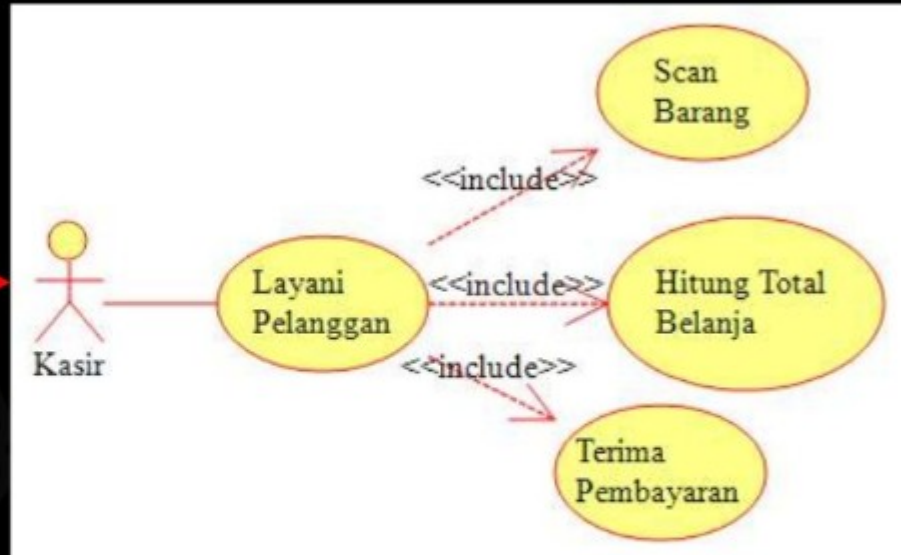 Scan
Barang
<<include>>
Layani
Pelanggan
<<include>>
Hitung Total
Belanja
Kasir
<<include>>
Terima
Pembayaran